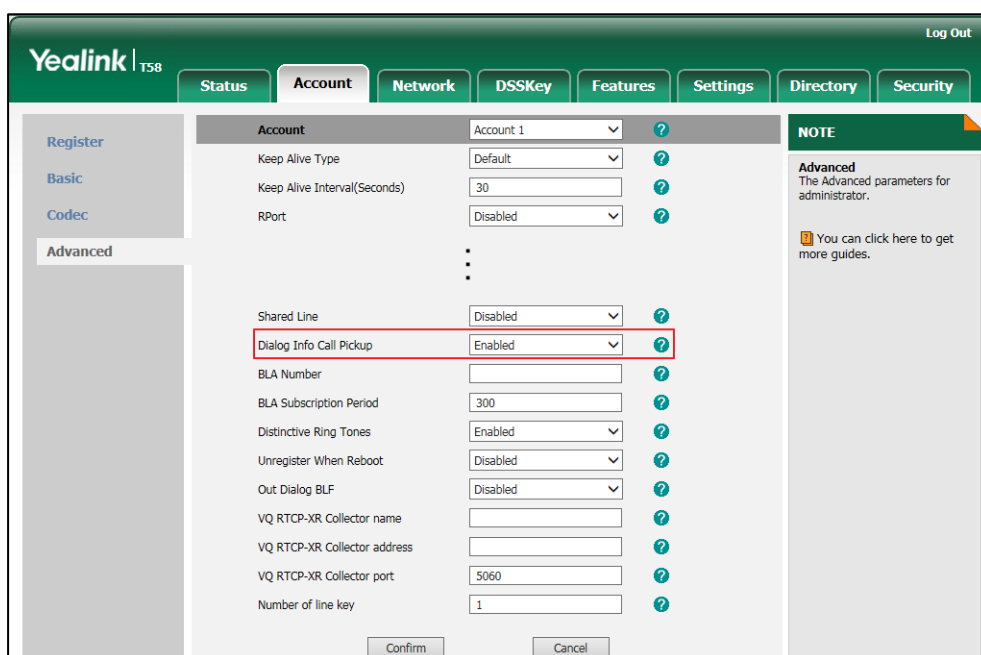 Log Out
Yealink T58
Status Account Network DSSKey Features Settings Directory Security
Register
Basic
Codec
Advanced
Account Account 1
Keep Alive Type Default
Keep Alive Interval(Seconds) 30
RPort Disabled
Shared Line Disabled
Dialog Info Call Pickup Enabled
BLA Number
BLA Subscription Period 300
Distinctive Ring Tones Enabled
Unregister When Reboot Disabled
Out Dialog BLF Disabled
VQ RTCP-XR Collector name
VQ RTCP-XR Collector address
VQ RTCP-XR Collector port 5060
Number of line key 1
Confirm Cancel
NOTE
Advanced
The Advanced parameters for
administrator.
You can click here to get
more guides.